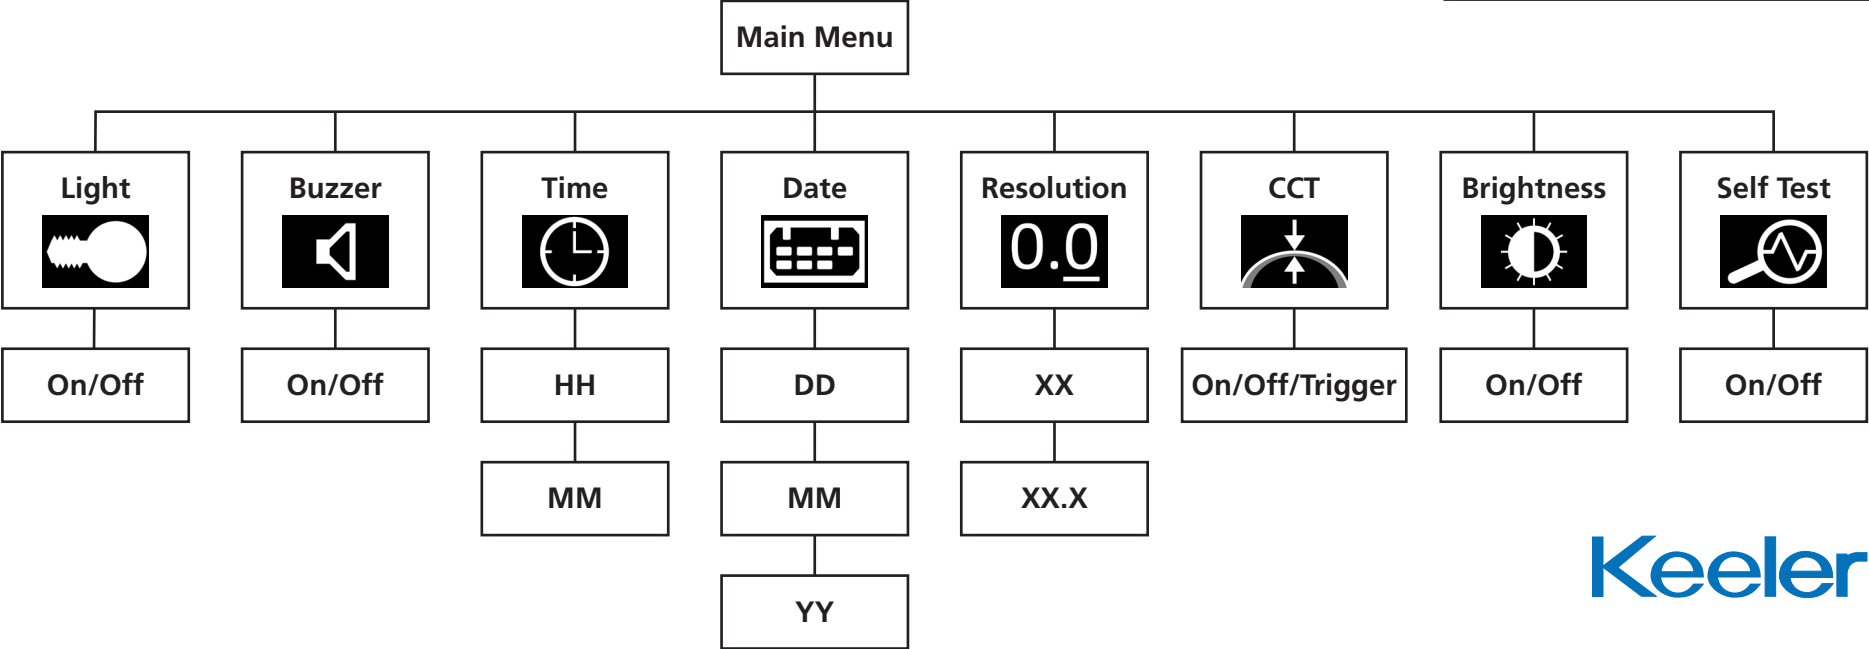 Main Menu
Light
Buzzer
Time
Date
Resolution
CCT
Brightness
Self Test
0.0
On/Off
On/Off
HH
DD
XX
On/Off/Trigger
On/Off
On/Off
MM
MM
XX.X
YY
Keeler